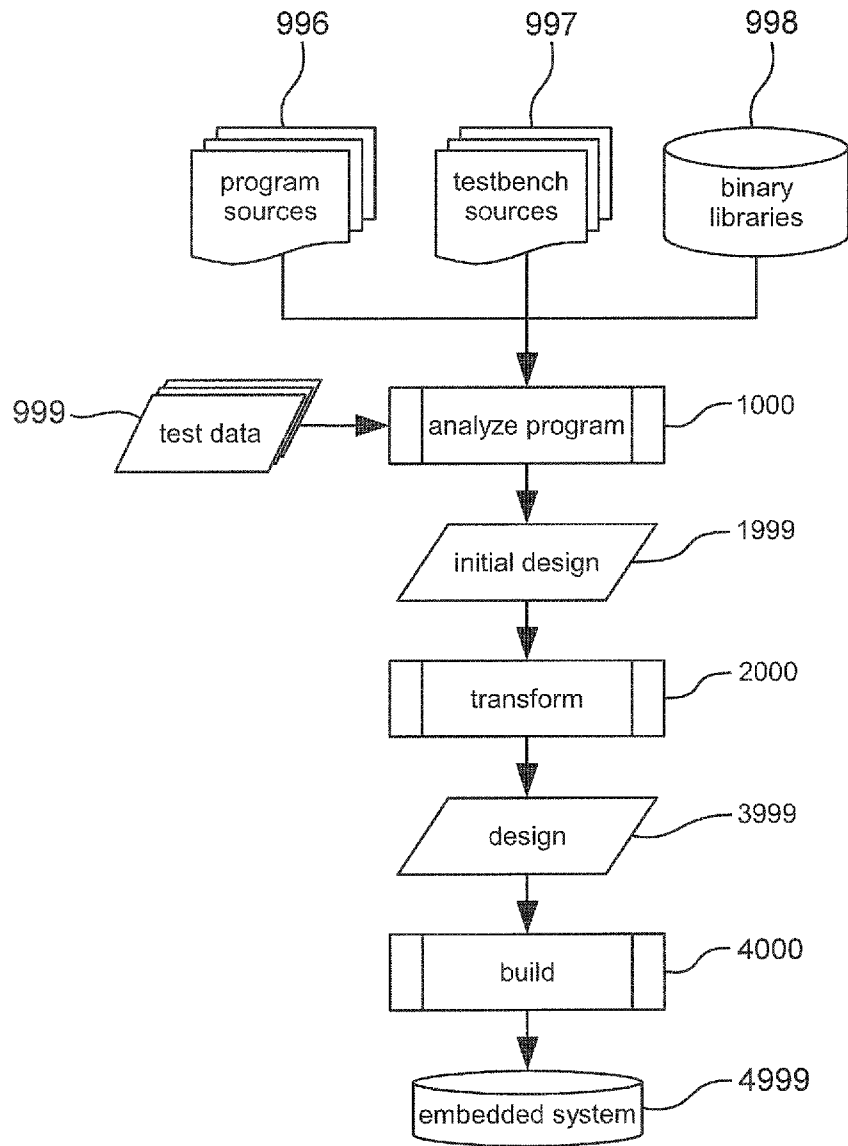 996
997
998
program
sources
testbench
sources
binary
libraries
999
test data
analyze program
1000
initial design
1999
transform
2000
design
3999
build
4000
embedded system
4999